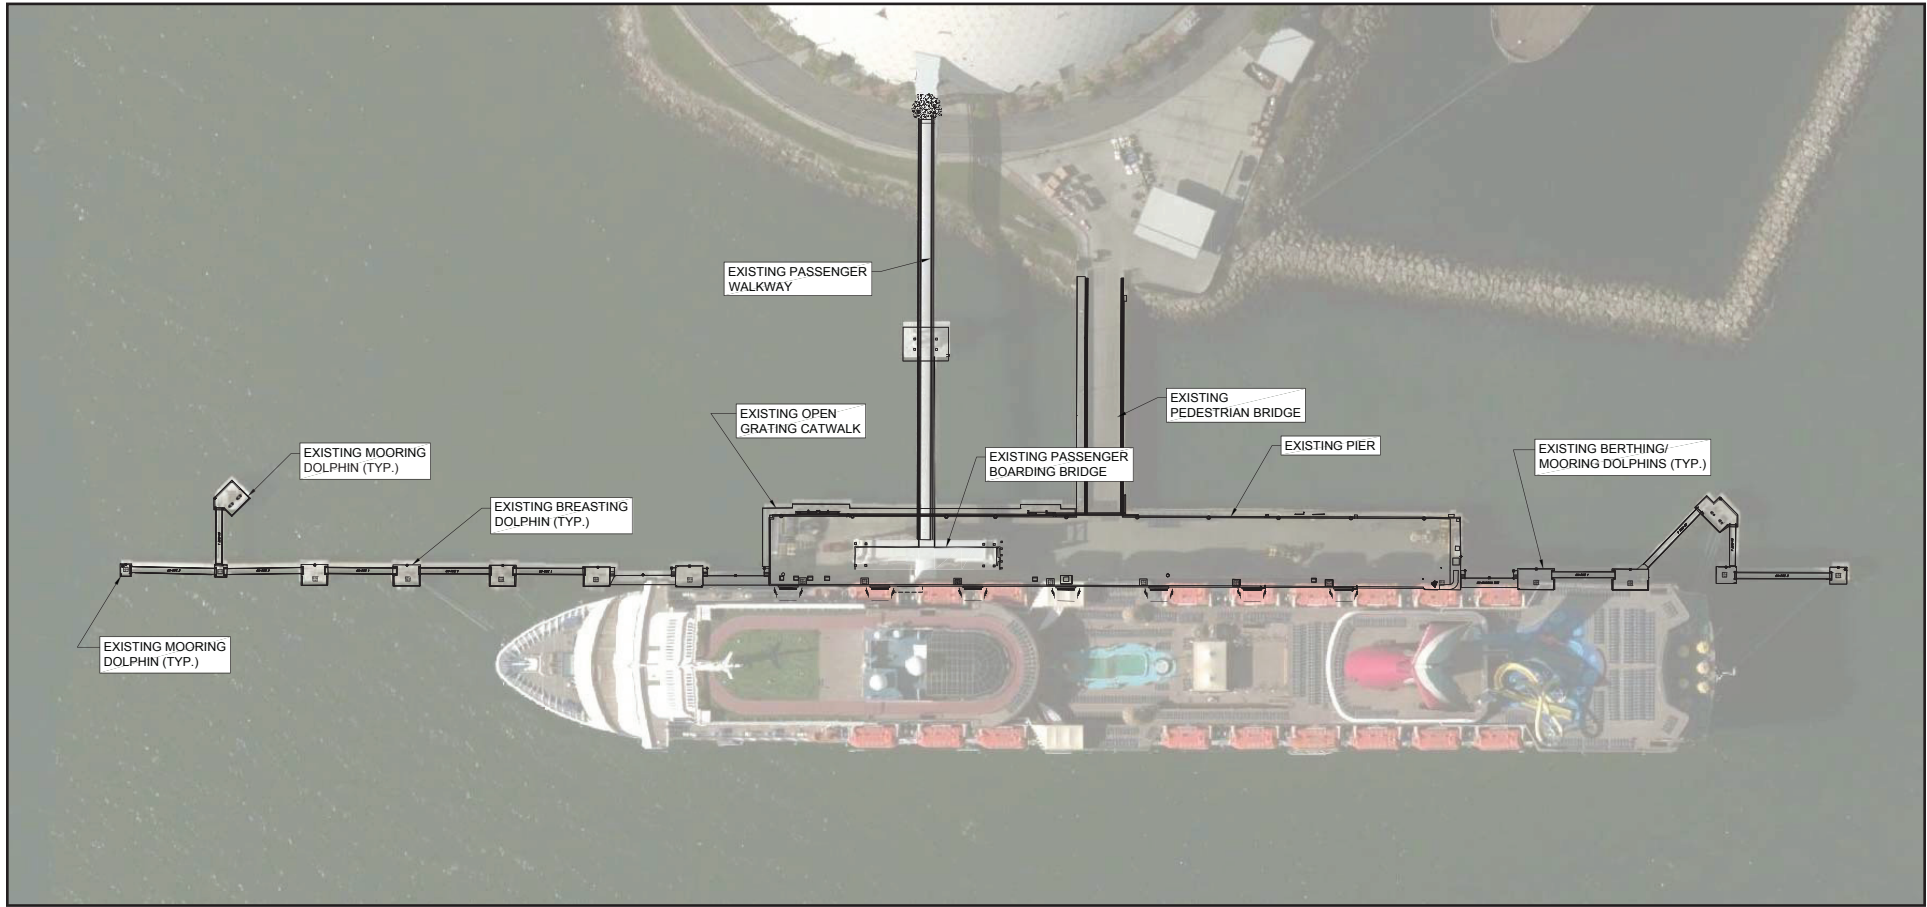 EXISTING PASSENGER
WALKWAY
EXISTING
PEDESTRIAN BRIDGE
EXISTING OPEN
GRATING CATWALK
EXISTING PIER
EXISTING BERTHING/
MOORING DOLPHINS (TYP.)
EXISTING MOORING
DOLPHIN (TYP.)
EXISTING PASSENGER
BOARDING BRIDGE
EXISTING BREASTING
DOLPHIN (TYP.)
EXISTING MOORING
DOLPHIN (TYP.)